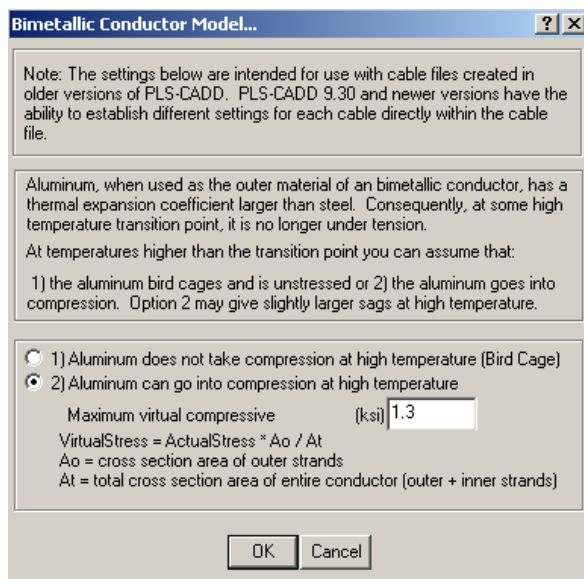 Bimetallic Conductor Model...
Note: The settings below are intended for use with cable files created in
older versions of PLS-CADD. PLS-CADD 9.30 and newer versions have the
ability to establish different settings for each cable directly within the cable
file.
Aluminum, when used as the outer material of an bimetallic conductor, has a
thermal expansion coefficient larger than steel. Consequently, at some high
temperature transition point, it is no longer under tension.
At temperatures higher than the transition point you can assume that:
1) the aluminum bird cages and is unstressed or 2) the aluminum goes into
compression. Option 2 may give slightly larger sags at high temperature.
1) Aluminum does not take compression at high temperature (Bird Cage)
2) Aluminum can go into compression at high temperature
Maximum virtual compressive (ksi) 1.3
VirtualStress = ActualStress * Ao / At
Ao = cross section area of outer strands
At = total cross section area of entire conductor (outer + inner strands)
OK Cancel